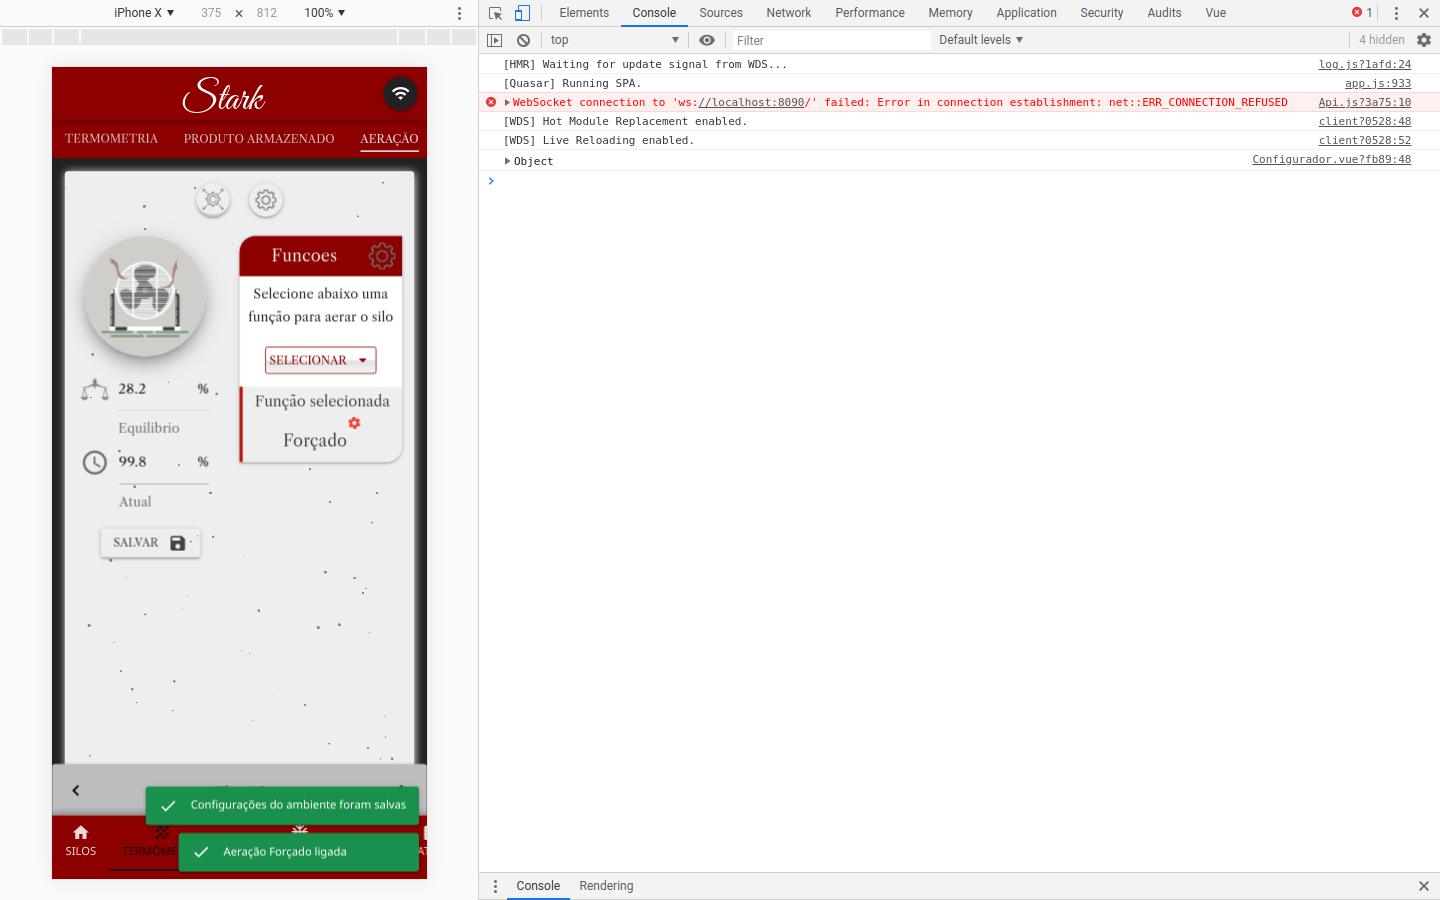 iPhone X ▼ 375 × 812 100% ▼
Stark
TERMOMETRIA PRODUTO ARMAZENADO AERAÇÃO
Funcoes
Selecione abaixo uma
função para aerar o silo
SELECIONAR
Função selecionada
Forçado
28.2 %
Equilibrio
99.8 %
Atual
SALVAR
Configurações do ambiente foram salvas
Aeração Forçado ligada
SILOS TERMOME
Elements Console Sources Network Performance Memory Application Security Audits Vue 1
top ▼ Filter Default levels ▼ 4 hidden
[HMR] Waiting for update signal from WDS... log.js?1afd:24
[Quasar] Running SPA. app.js:933
WebSocket connection to 'ws://localhost:8090/' failed: Error in connection establishment: net::ERR_CONNECTION_REFUSED Api.js?3a75:10
[WDS] Hot Module Replacement enabled. client?0528:48
[WDS] Live Reloading enabled. client?0528:52
Object Configurador.vue?fb89:48
Console Rendering